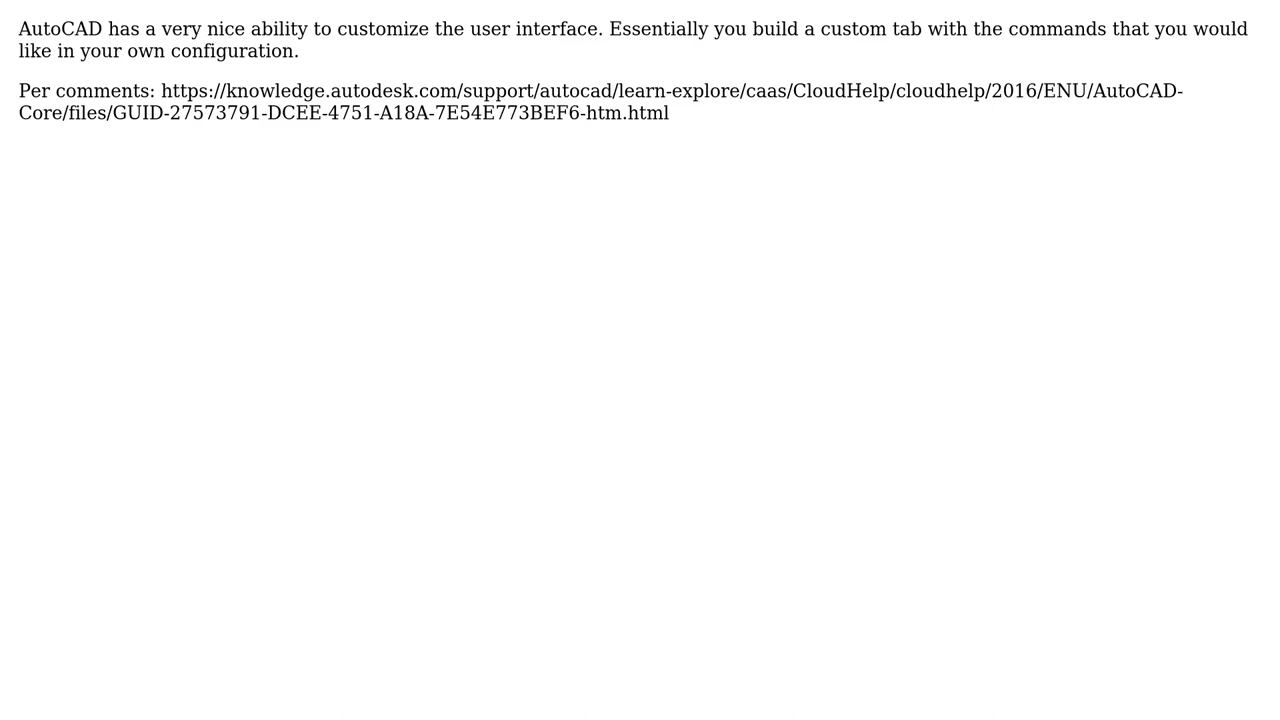 AutoCAD has a very nice ability to customize the user interface. Essentially you build a custom tab with the commands that you would
like in your own configuration.
Per comments: https://knowledge.autodesk.com/support/autocad/learn-explore/caas/CloudHelp/cloudhelp/2016/ENU/AutoCAD-
Core/files/GUID-27573791-DCEE-4751-A18A-7E54E773BEF6-htm.html